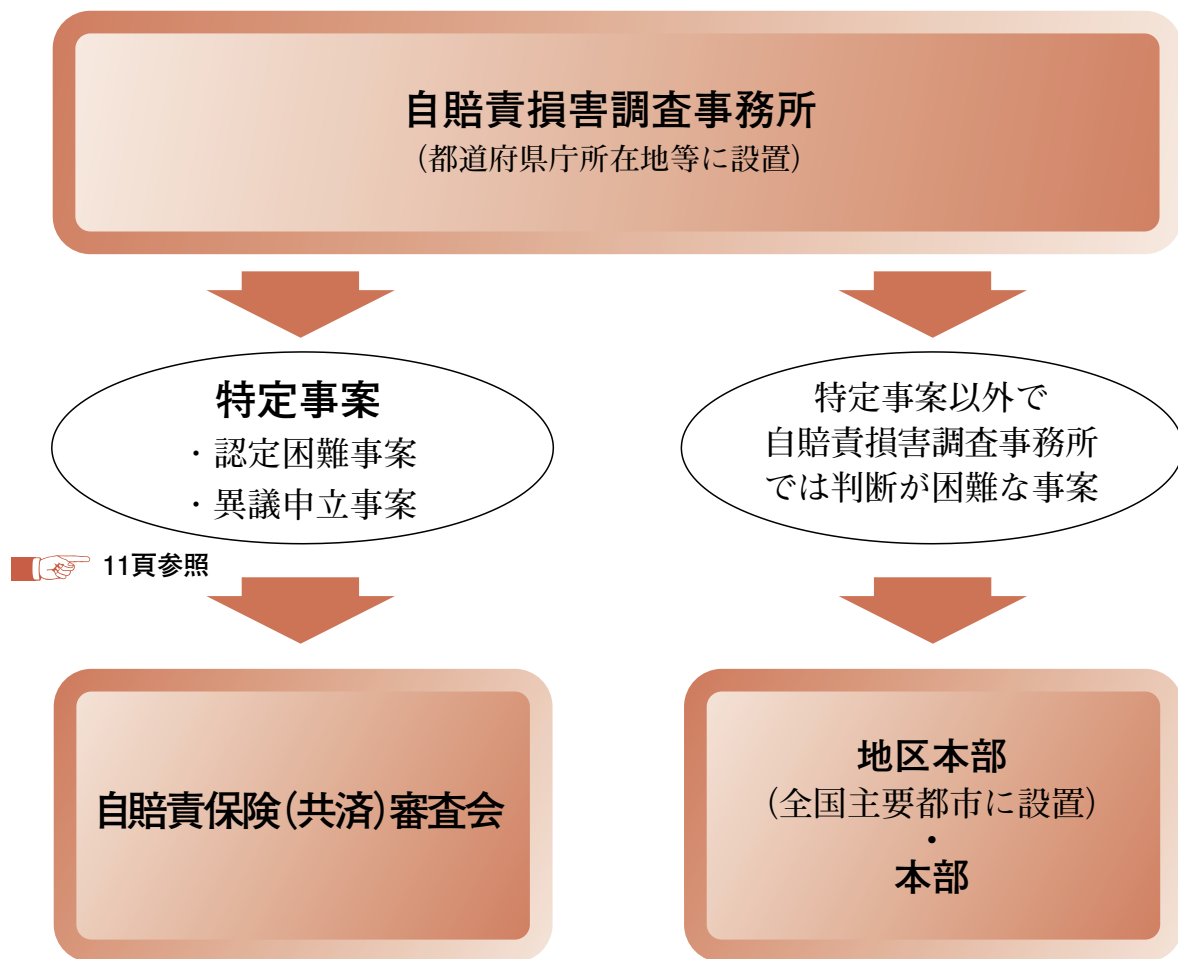 自賠責損害調査事務所
（都道府県庁所在地等に設置）
特定事案
・認定困難事案
・異議申立事案
特定事案以外で
自賠責損害調査事務所
では判断が困難な事案
11頁参照
自賠責保険（共済）審査会
地区本部
（全国主要都市に設置）
・
本部